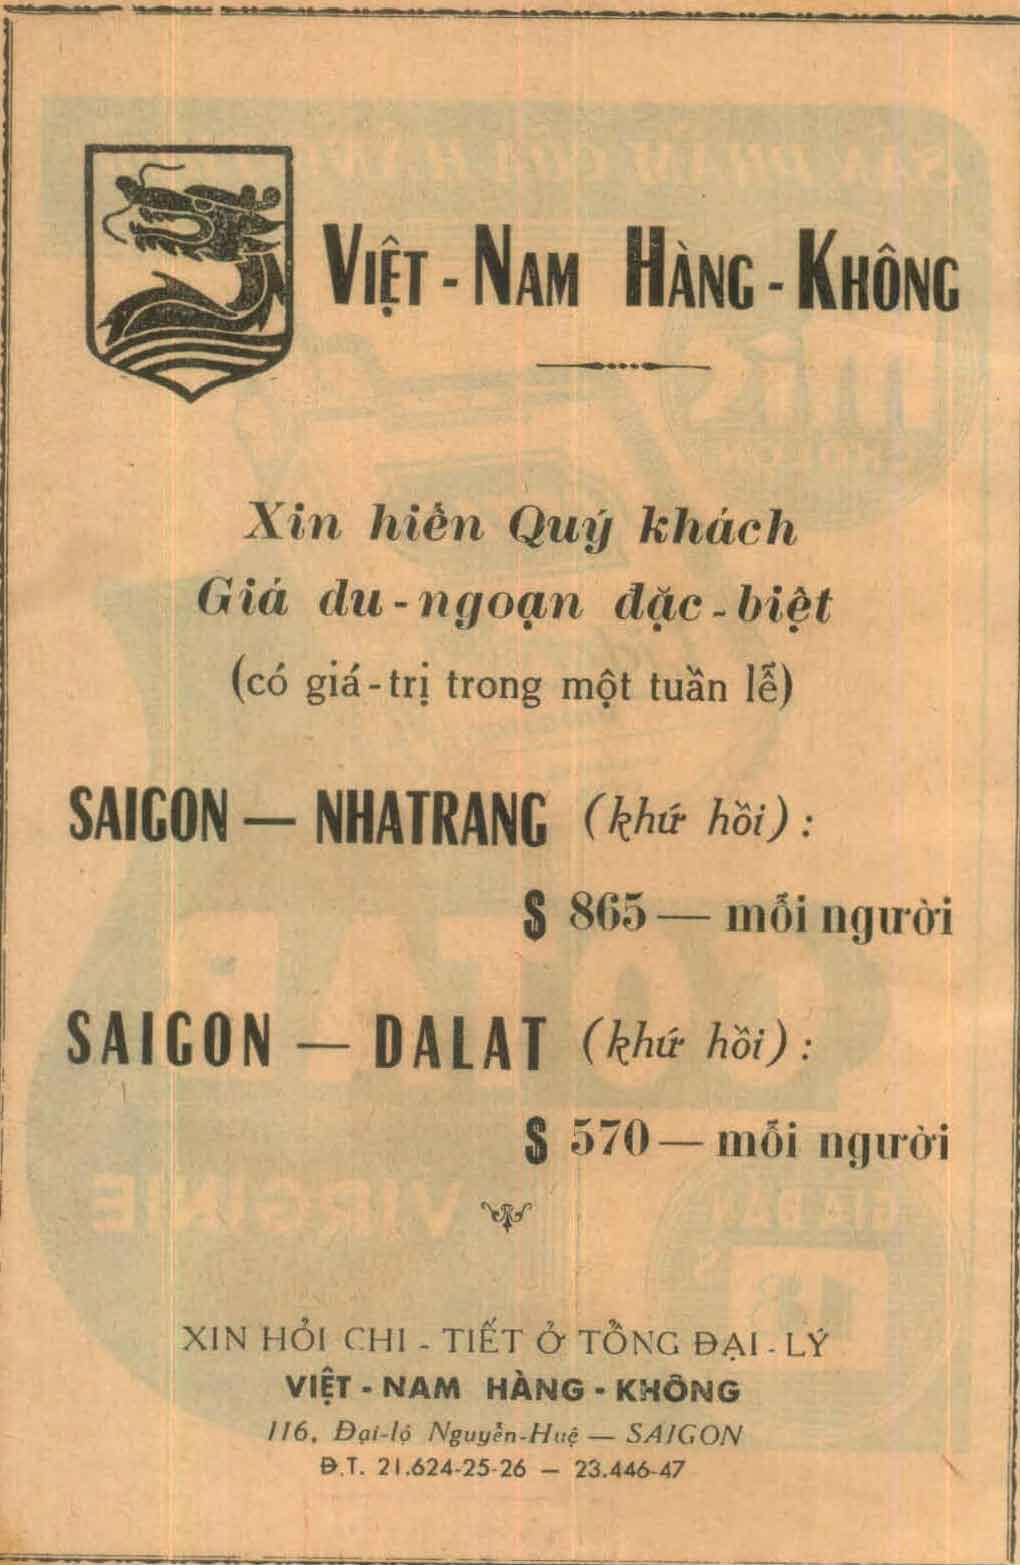 VIỆT - NAM HÀNG - KHÔNG
Xin hiến Quý khách
Giá du - ngoạn đặc - biệt
(có giá - trị trong một tuần lễ)
SAIGON — NHATRANG (khứ hồi) :
$ 865 — mỗi người
SAIGON — DALAT (khứ hồi) :
$ 570 — mỗi người
XIN HỎI CHI - TIẾT Ở TỔNG ĐẠI - LÝ
VIỆT - NAM HÀNG - KHÔNG
116, Đại-lộ Nguyễn-Huệ — SAIGON
Đ.T. 21.624-25-26 — 23.446-47